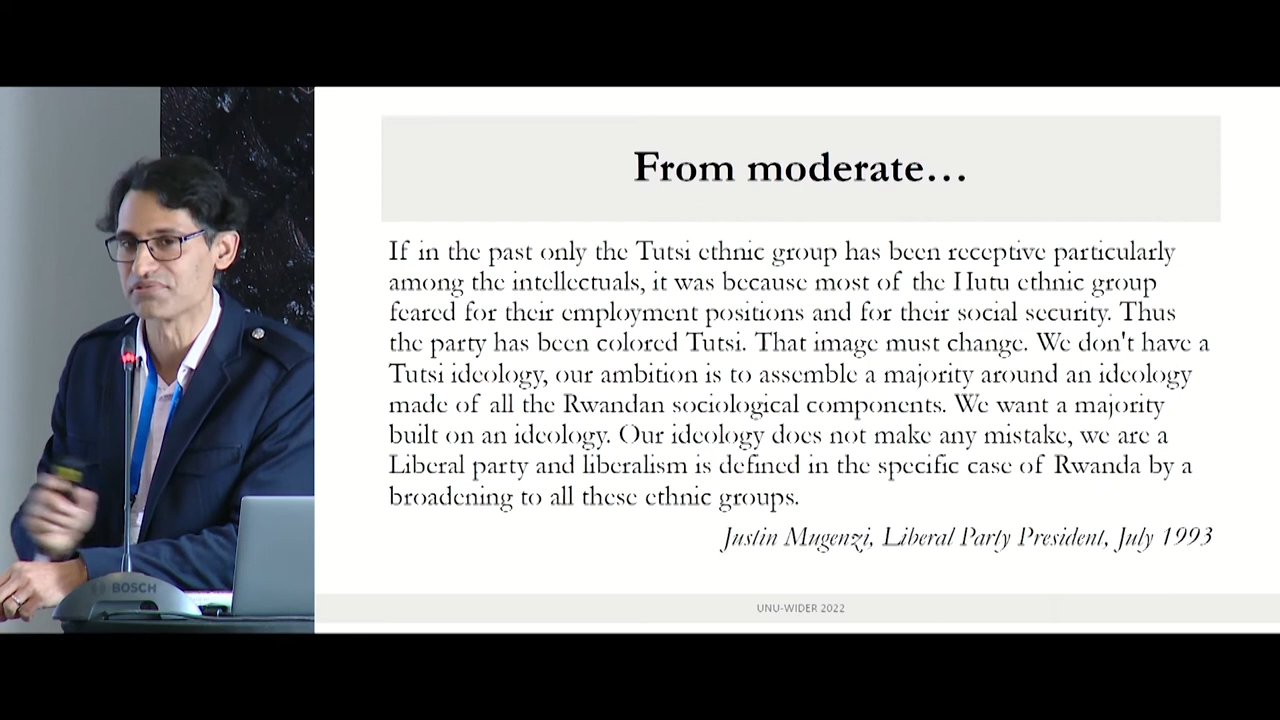 From moderate…
If in the past only the Tutsi ethnic group has been receptive particularly
among the intellectuals, it was because most of the Hutu ethnic group
feared for their employment positions and for their social security. Thus
the party has been colored Tutsi. That image must change. We don't have a
Tutsi ideology, our ambition is to assemble a majority around an ideology
made of all the Rwandan sociological components. We want a majority
built on an ideology. Our ideology does not make any mistake, we are a
Liberal party and liberalism is defined in the specific case of Rwanda by a
broadening to all these ethnic groups.
Justin Mugenzi, Liberal Party President, July 1993
UNU-WIDER 2022
BOSCH